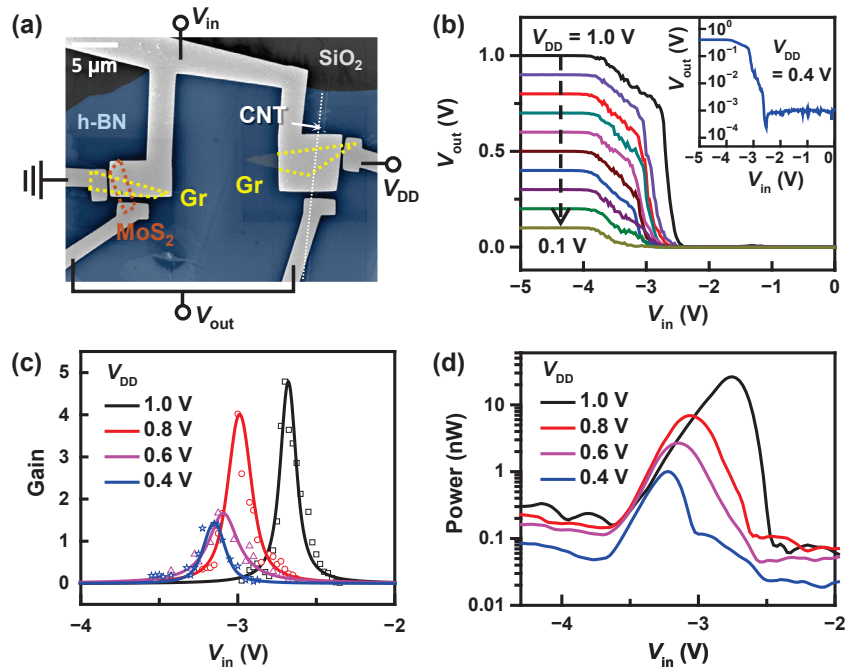 (a)
V_in
5 μm
SiO₂
CNT
h-BN
Gr
Gr
V_DD
MoS₂
V_out
(b)
V_out (V)
1.0
0.5
0.0
V_DD = 1.0 V
0.1 V
−5 −4 −3 −2 −1 0
V_in (V)
V_out (V)
10⁰
10⁻¹
10⁻²
10⁻³
10⁻⁴
V_DD
= 0.4 V
−5 −4 −3 −2 −1 0
V_in (V)
(c)
Gain
5
4
3
2
1
0
V_DD
1.0 V
0.8 V
0.6 V
0.4 V
−4 −3 −2
V_in (V)
(d)
Power (nW)
10
1
0.1
0.01
V_DD
1.0 V
0.8 V
0.6 V
0.4 V
−4 −3 −2
V_in (V)